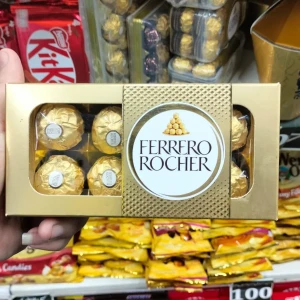 KitKat
FERRERO
ROCHER
Candies
100